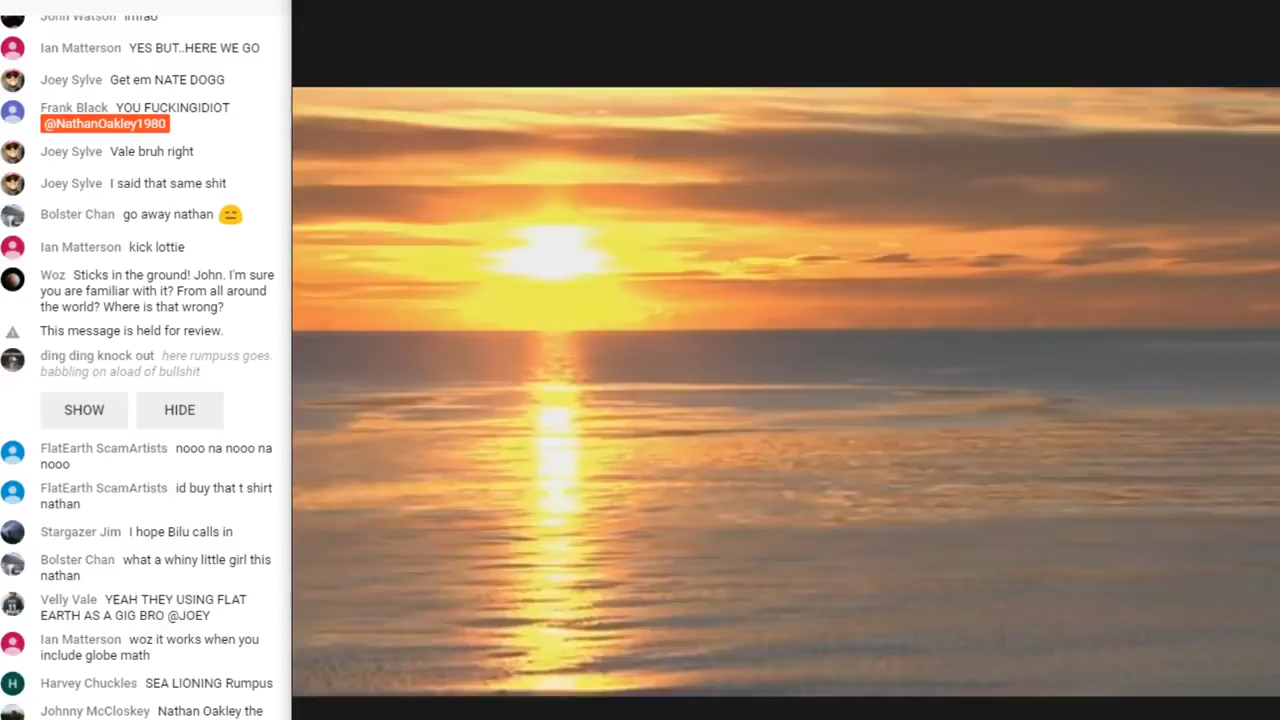 John Watson lmfao
Ian Matterson YES BUT..HERE WE GO
Joey Sylve Get em NATE DOGG
Frank Black YOU FUCKINGIDIOT
@NathanOakley1980
Joey Sylve Vale bruh right
Joey Sylve I said that same shit
Bolster Chan go away nathan
Ian Matterson kick lottie
Woz Sticks in the ground! John. I'm sure
you are familiar with it? From all around
the world? Where is that wrong?
This message is held for review.
ding ding knock out here rumpuss goes.
babbling on aload of bullshit
SHOW HIDE
FlatEarth ScamArtists nooo na nooo na
nooo
FlatEarth ScamArtists id buy that t shirt
nathan
Stargazer Jim I hope Bilu calls in
Bolster Chan what a whiny little girl this
nathan
Velly Vale YEAH THEY USING FLAT
EARTH AS A GIG BRO @JOEY
Ian Matterson woz it works when you
include globe math
H Harvey Chuckles SEA LIONING Rumpus
Johnny McCloskey Nathan Oakley the